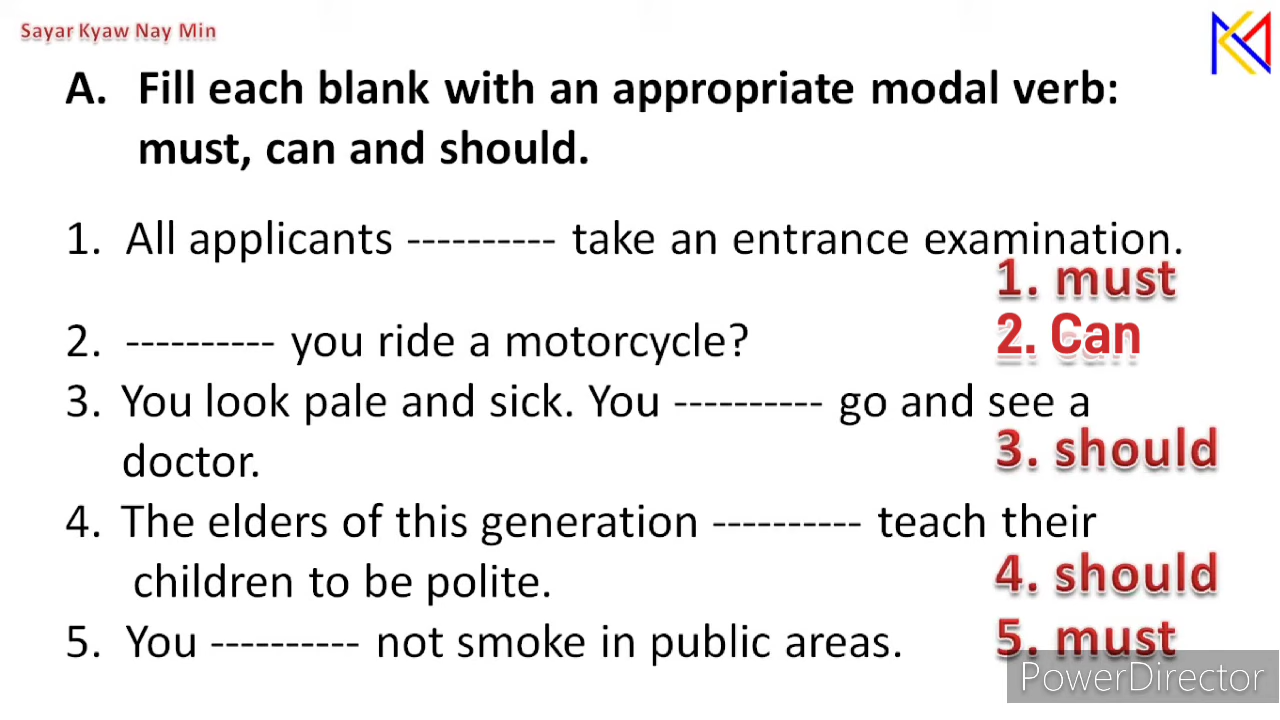 Sayar Kyaw Nay Min
A. Fill each blank with an appropriate modal verb:
must, can and should.
1. All applicants ---------- take an entrance examination.
1. must
2. ---------- you ride a motorcycle?
2. Can
3. You look pale and sick. You ---------- go and see a
doctor.
3. should
4. The elders of this generation ---------- teach their
children to be polite.
4. should
5. You ---------- not smoke in public areas.
5. must
PowerDirector